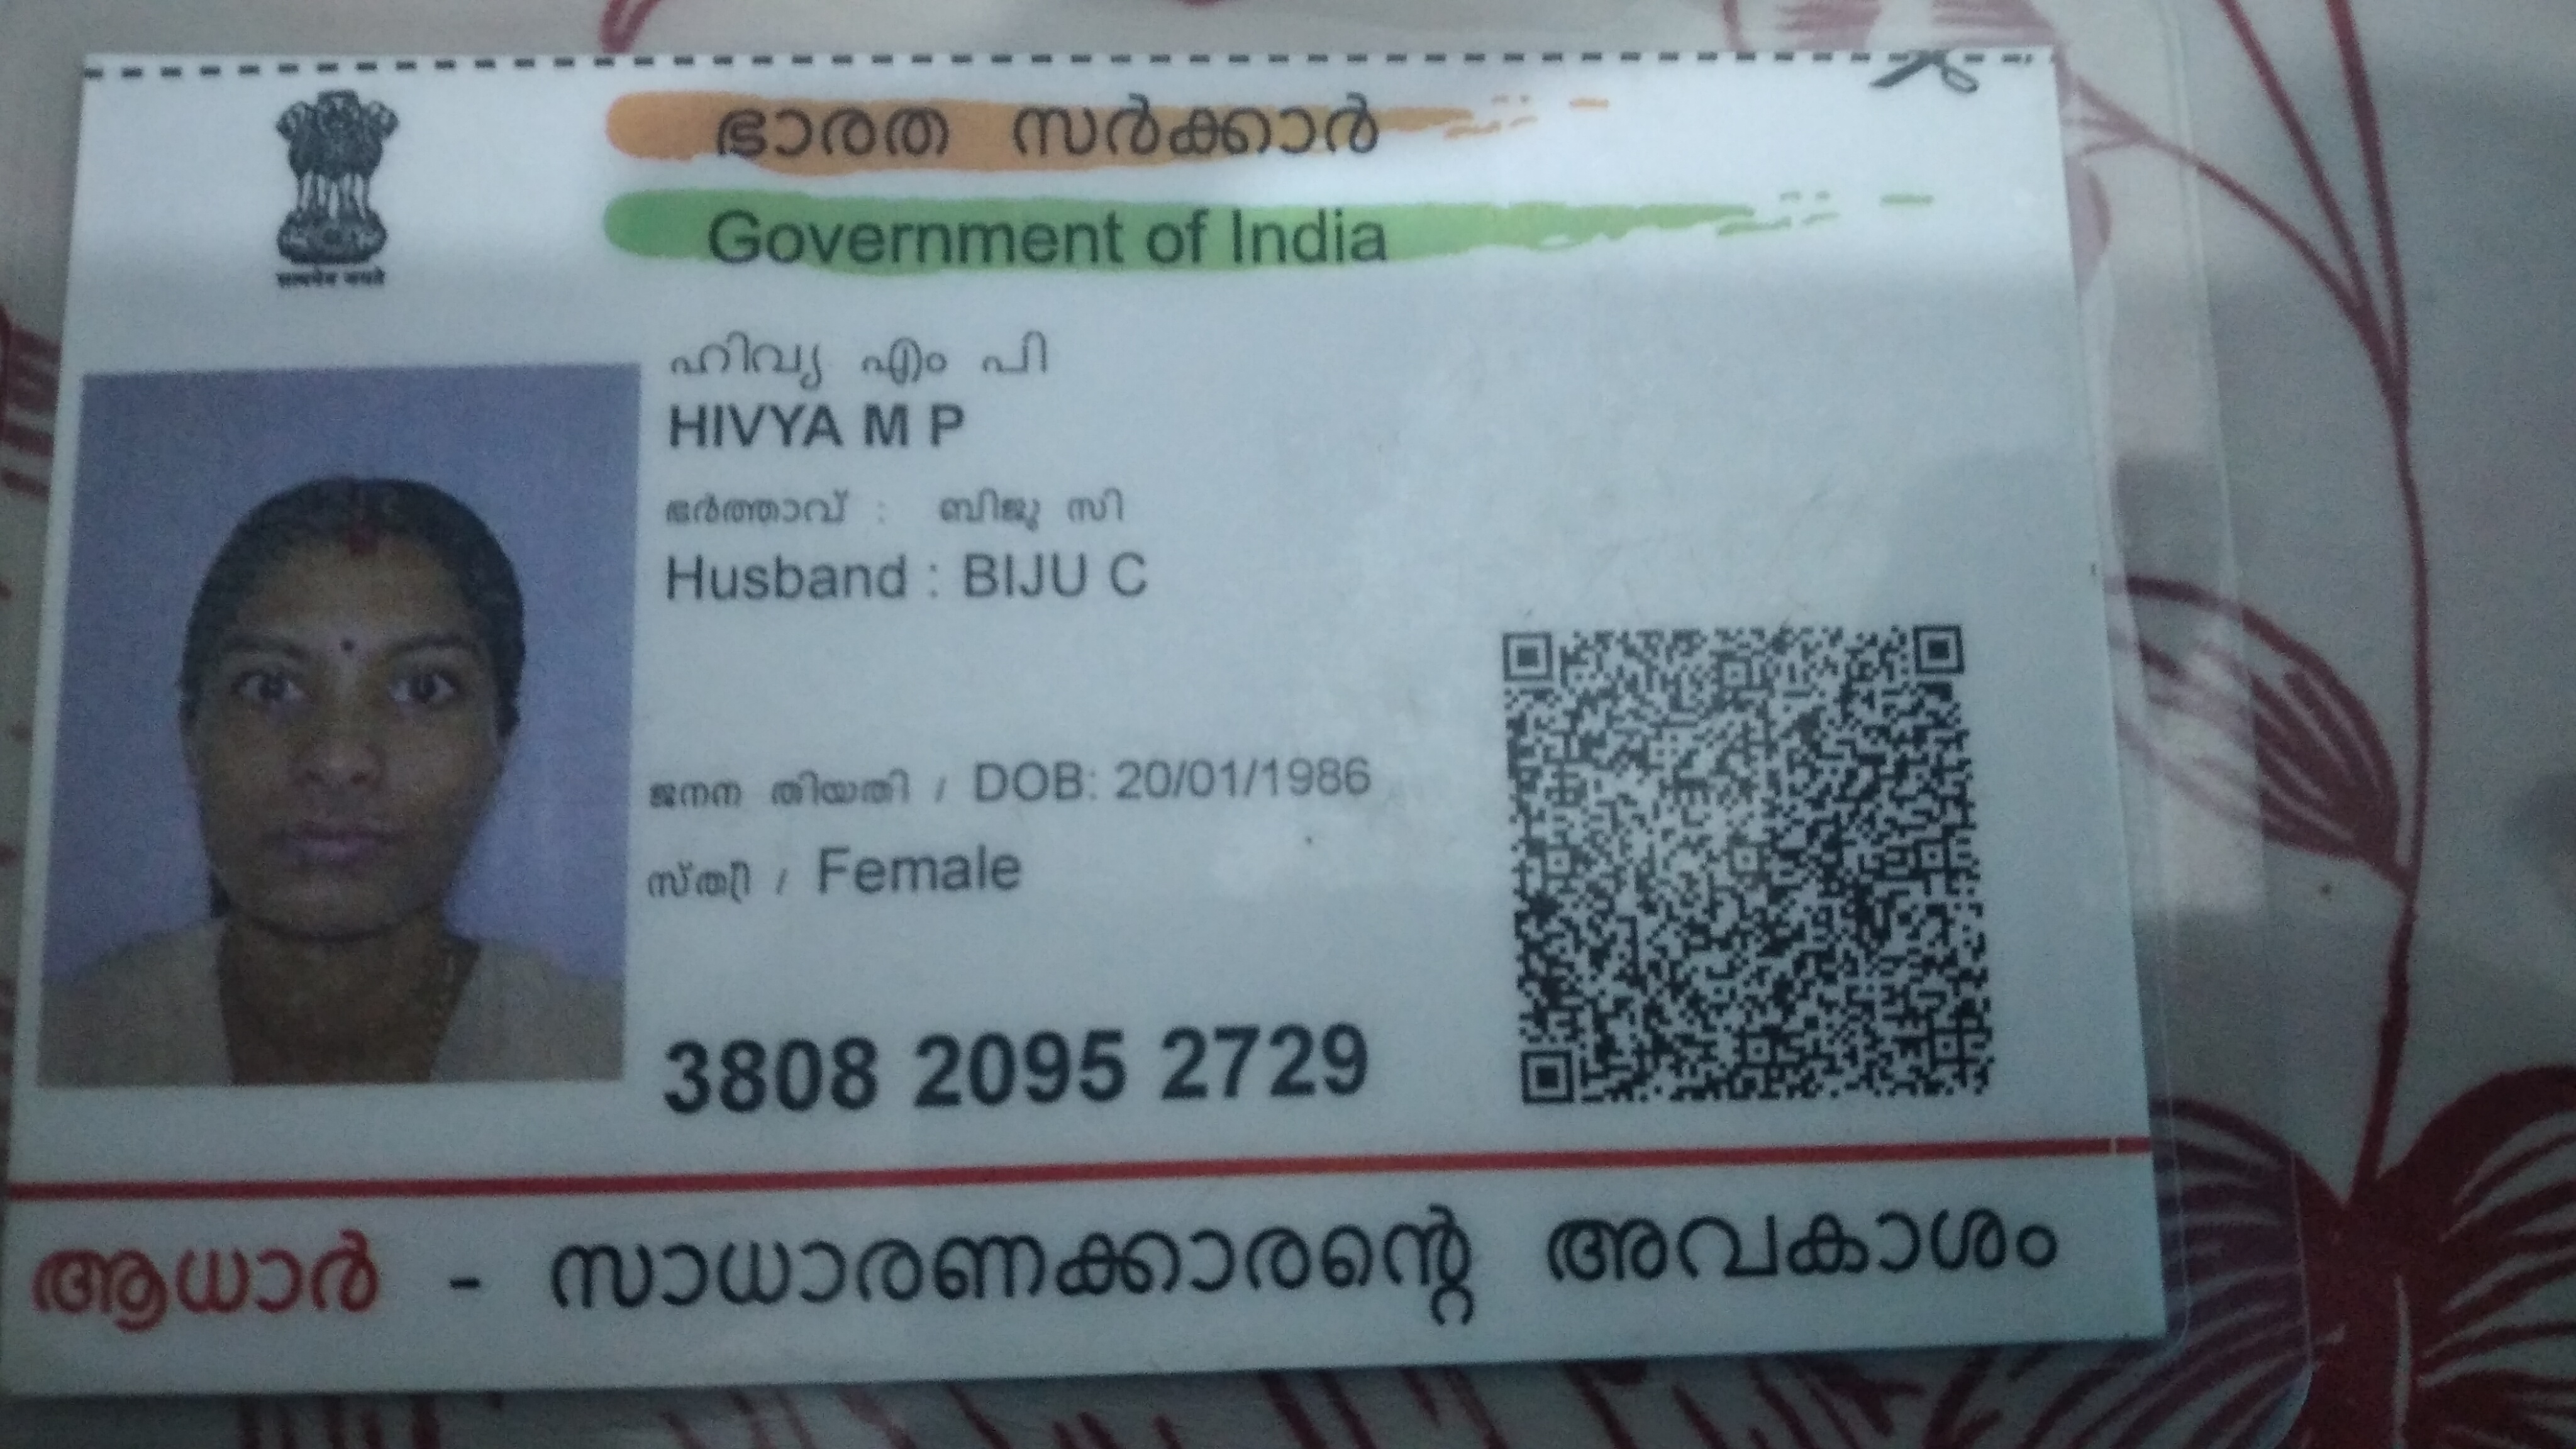 सत्यमेव जयते
ഭാരത സർക്കാർ
Government of India
ഹിവ്യ എം പി
HIVYA M P
ഭർത്താവ് : ബിജു സി
Husband : BIJU C
ജനന തിയതി / DOB: 20/01/1986
സ്ത്രീ / Female
3808 2095 2729
ആധാർ - സാധാരണക്കാരന്റെ അവകാശം